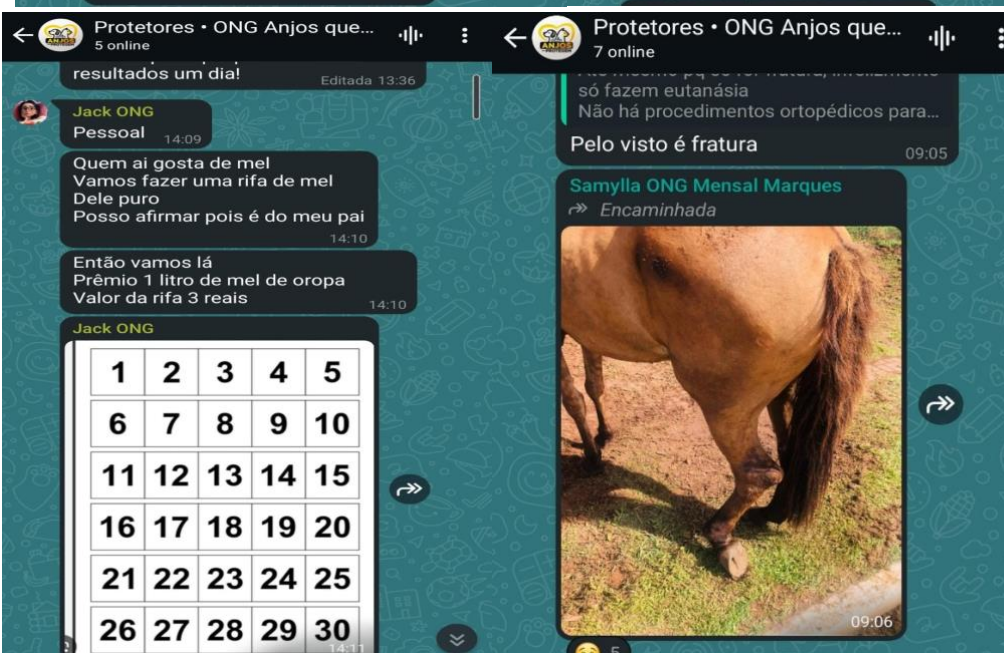 Protetores • ONG Anjos que...
5 online
resultados um dia!
Editada 13:36
Jack ONG
Pessoal
14:09
Quem ai gosta de mel
Vamos fazer uma rifa de mel
Dele puro
Posso afirmar pois é do meu pai
14:10
Então vamos lá
Prêmio 1 litro de mel de oropa
Valor da rifa 3 reais
14:10
Jack ONG
1 2 3 4 5
6 7 8 9 10
11 12 13 14 15
16 17 18 19 20
21 22 23 24 25
26 27 28 29 30
14:11
Protetores • ONG Anjos que...
7 online
só fazem eutanásia
Não há procedimentos ortopédicos para...
Pelo visto é fratura
09:05
Samylla ONG Mensal Marques
Encaminhada
09:06
5